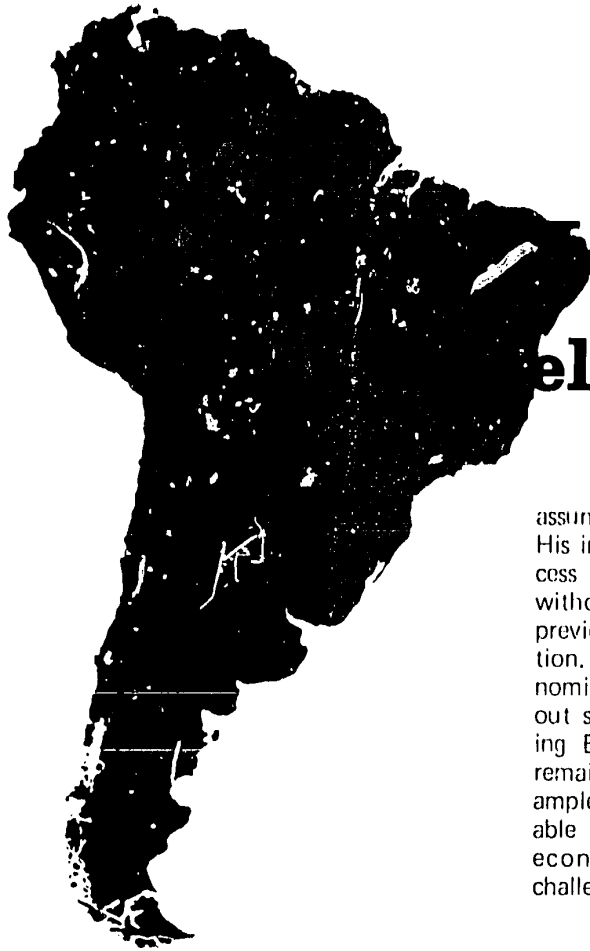 el
assum
His in
cess
witho
previo
tion.
nomi
out s
ing E
remai
ample
able
econ
challe